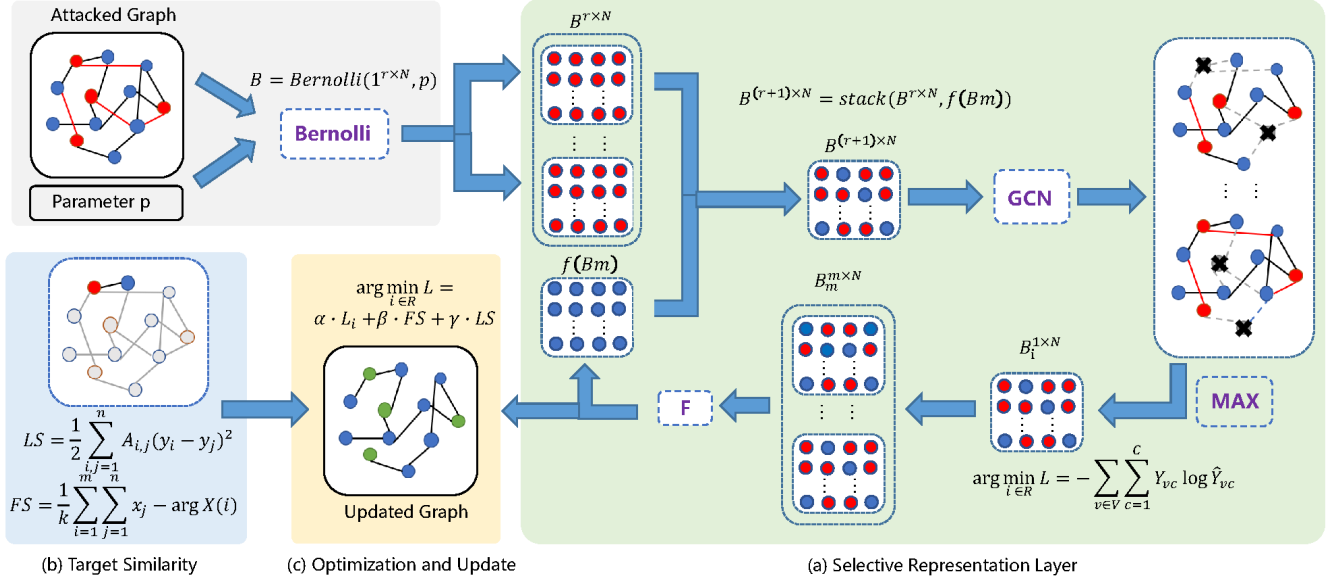 Attacked Graph
Parameter p
B = Bernolli(1^{r×N}, p)
Bernolli
B^{r×N}
⋮ ⋮
f(Bm)
B^{(r+1)×N} = stack(B^{r×N}, f(Bm))
B^{(r+1)×N}
GCN
⋮ ⋮
MAX
B_i^{1×N}
arg min_{i∈R} L = − ∑_{v∈V} ∑_{c=1}^{C} Y_{vc} log Ŷ_{vc}
B_m^{m×N}
⋮ ⋮
F
LS = 1/2 ∑_{i,j=1}^{n} A_{i,j}(y_i − y_j)^2
FS = 1/k ∑_{i=1}^{m} ∑_{j=1}^{n} x_j − arg X(i)
arg min_{i∈R} L =
α · L_i + β · FS + γ · LS
Updated Graph
(b) Target Similarity
(c) Optimization and Update
(a) Selective Representation Layer